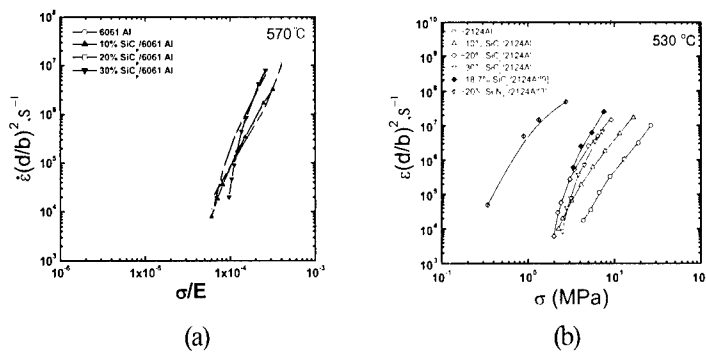 (a)
6061 Al
10% SiCp/6061 Al
20% SiCp/6061 Al
30% SiCp/6061 Al
570 °C
ε̇(d/b)².s⁻¹
10⁸
10⁷
10⁶
10⁵
10⁴
10³
10⁻⁶
1x10⁻⁵
1x10⁻⁴
10⁻³
σ/E
(b)
2124Al
530 °C
ε(d/b)².s⁻¹
10¹⁰
10⁹
10⁸
10⁷
10⁶
10⁵
10⁴
10³
10⁻¹
10⁰
10¹
σ (MPa)
(a)
(b)